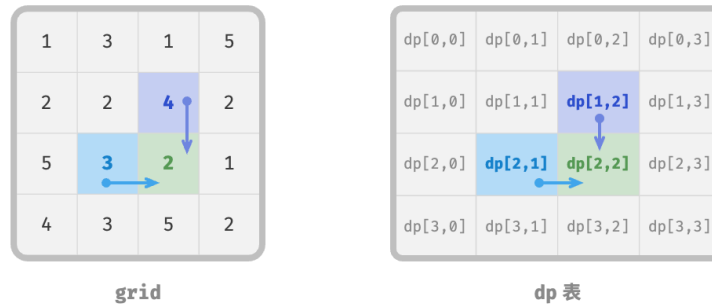 1 3 1 5
2 2 4 2
5 3 2 1
4 3 5 2
grid
dp[0,0] dp[0,1] dp[0,2] dp[0,3]
dp[1,0] dp[1,1] dp[1,2] dp[1,3]
dp[2,0] dp[2,1] dp[2,2] dp[2,3]
dp[3,0] dp[3,1] dp[3,2] dp[3,3]
dp 表